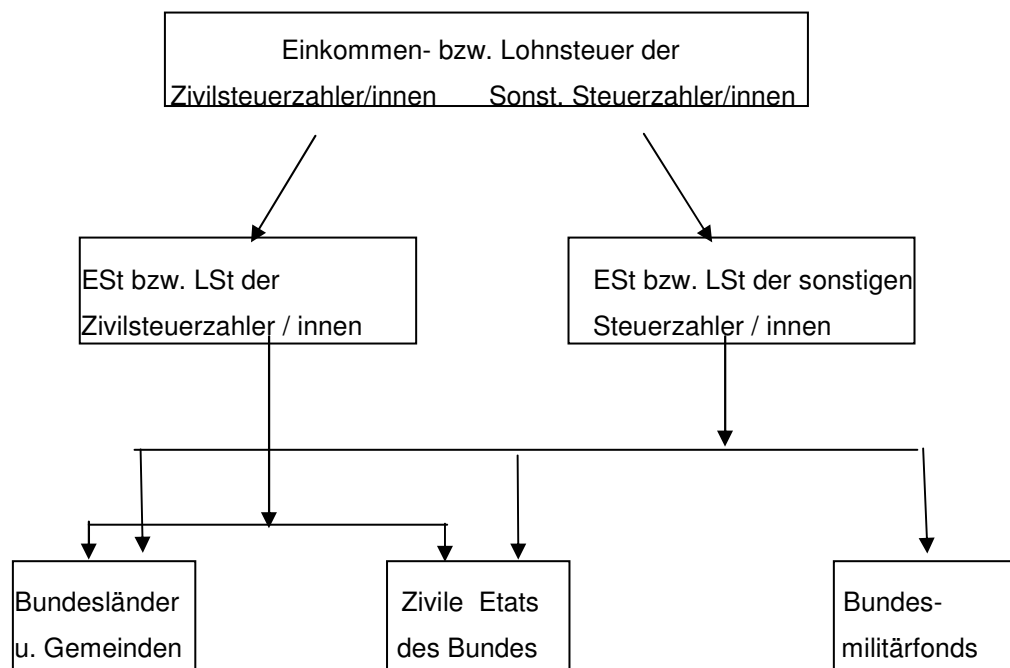 Einkommen- bzw. Lohnsteuer der
Zivilsteuerzahler/innen Sonst. Steuerzahler/innen
ESt bzw. LSt der
Zivilsteuerzahler / innen
ESt bzw. LSt der sonstigen
Steuerzahler / innen
Bundesländer
u. Gemeinden
Zivile Etats
des Bundes
Bundes-
militärfonds